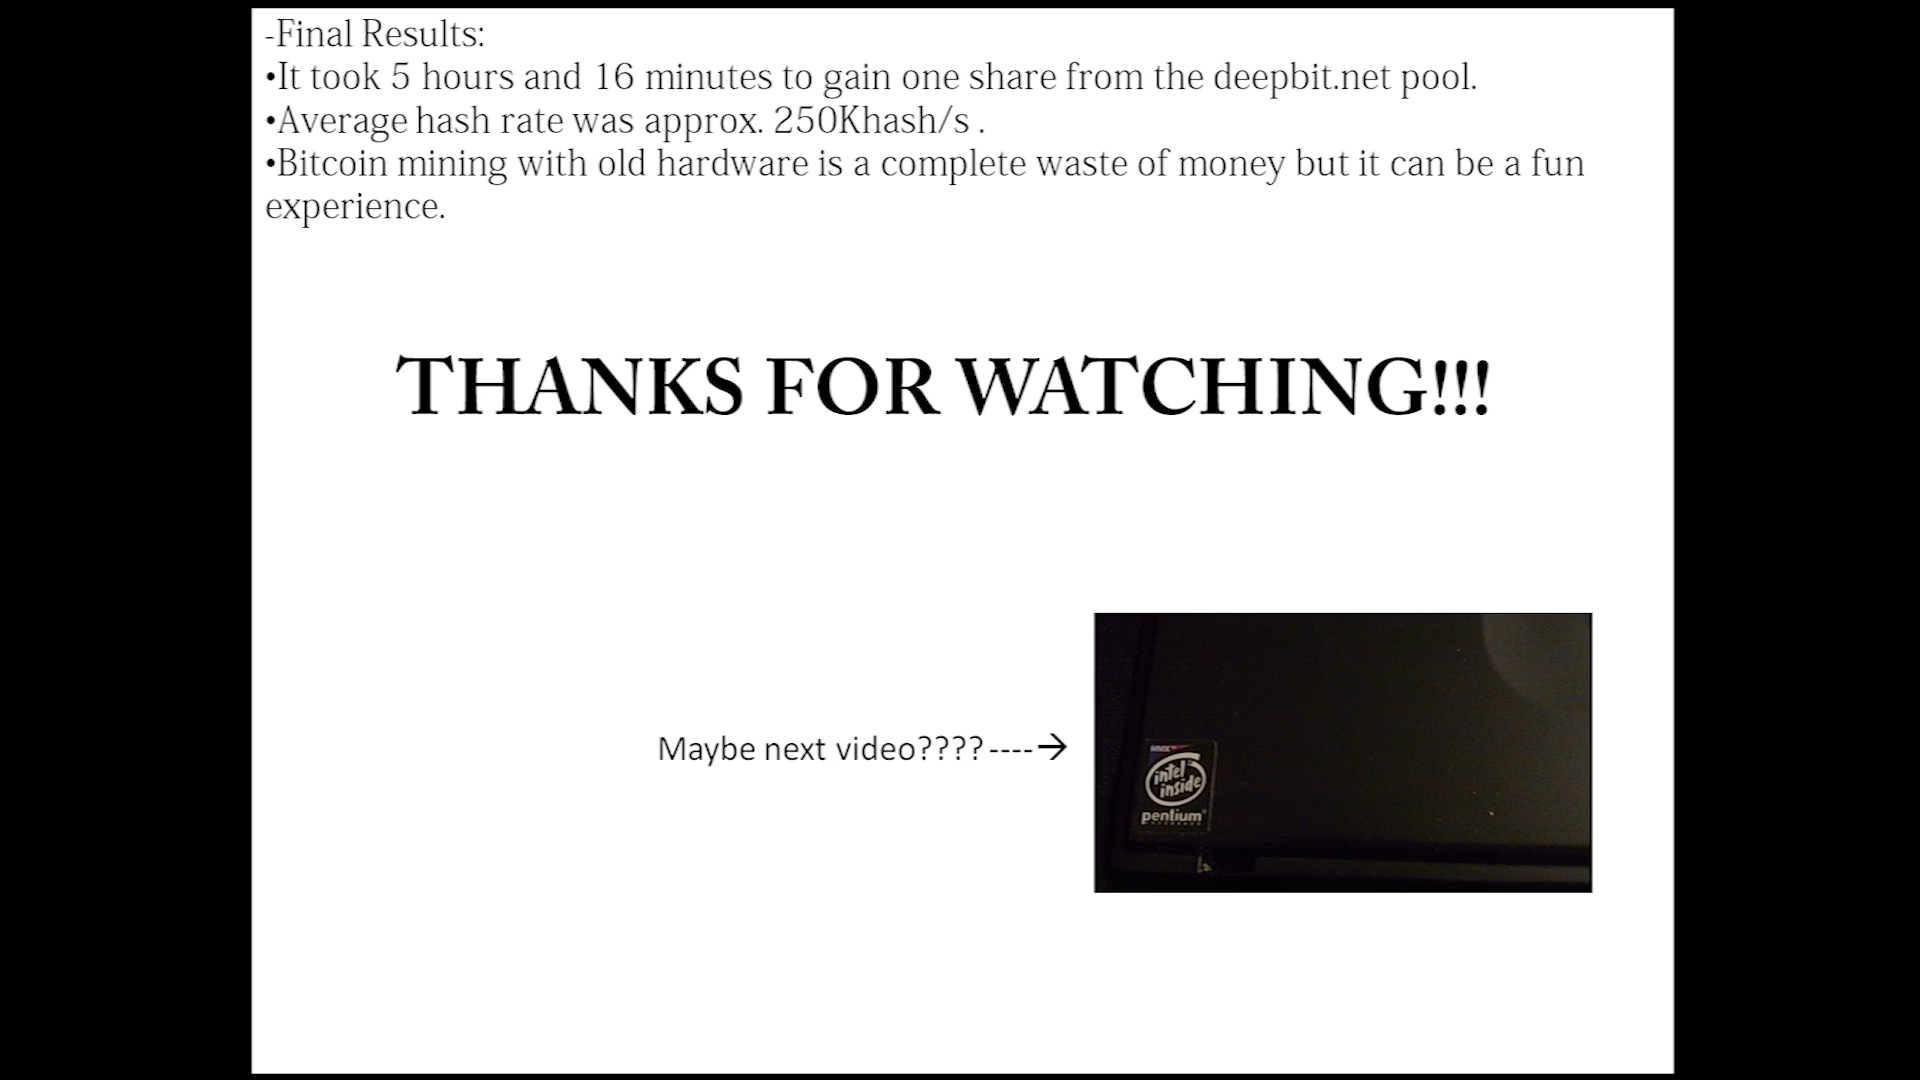 -Final Results:
•It took 5 hours and 16 minutes to gain one share from the deepbit.net pool.
•Average hash rate was approx. 250Khash/s .
•Bitcoin mining with old hardware is a complete waste of money but it can be a fun
experience.
THANKS FOR WATCHING!!!
Maybe next video????----→
MMX
intel
inside
pentium